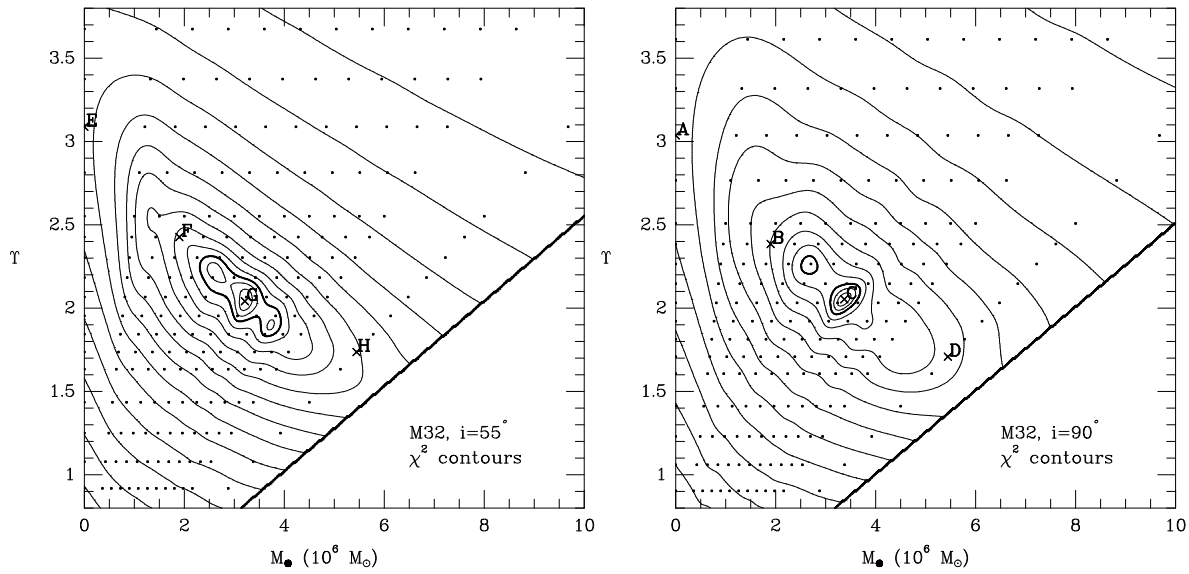 3.5
3
2.5
2
1.5
1
ϒ
E
F
G
H
M32, i=55°
χ² contours
0 2 4 6 8 10
M● (10⁶ M☉)
3.5
3
2.5
2
1.5
1
ϒ
A
B
C
D
M32, i=90°
χ² contours
0 2 4 6 8 10
M● (10⁶ M☉)